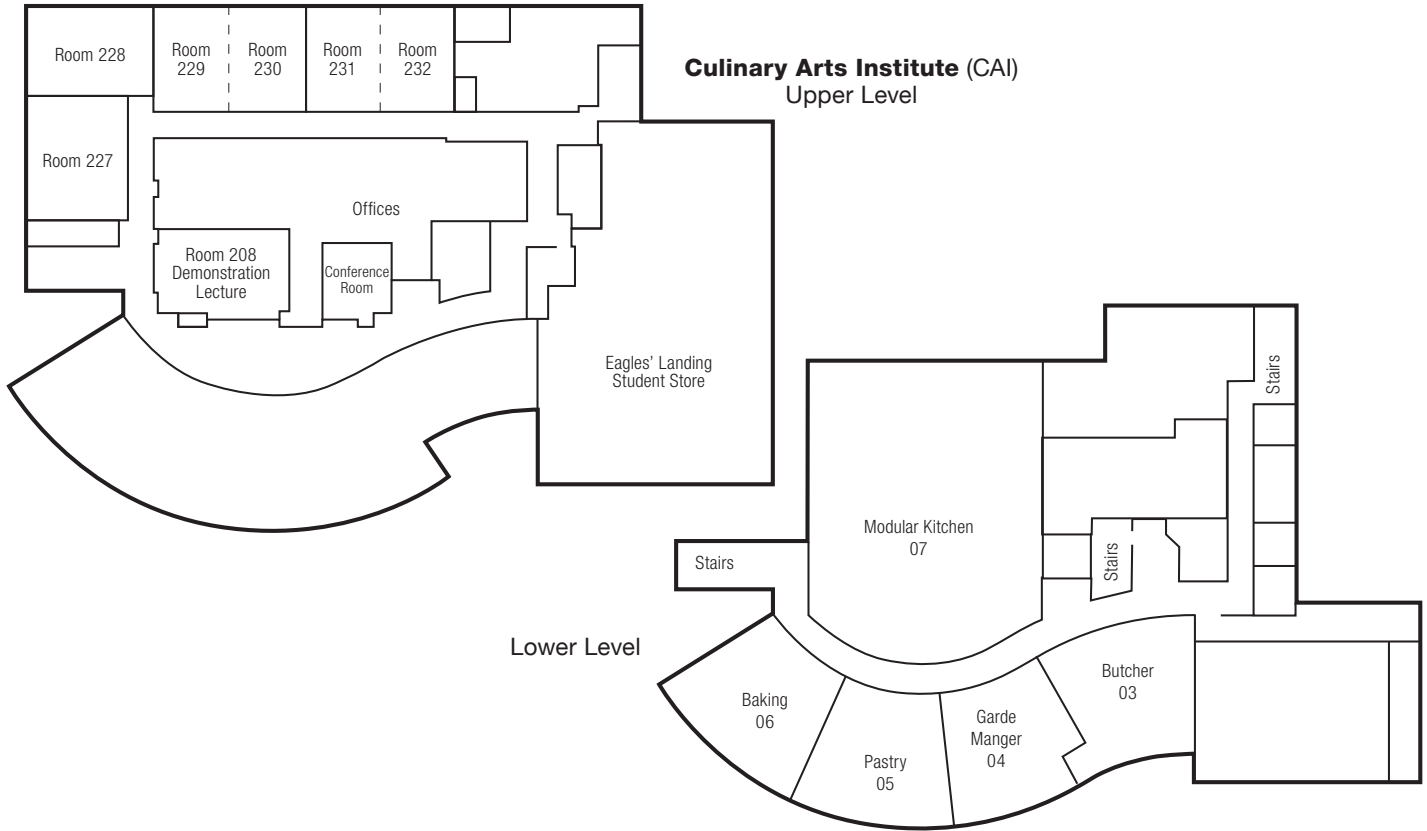 Room 228
Room
229
Room
230
Room
231
Room
232
Culinary Arts Institute (CAI)
Upper Level
Room 227
Offices
Room 208
Demonstration
Lecture
Conference
Room
Eagles’ Landing
Student Store
Stairs
Modular Kitchen
07
Stairs
Stairs
Lower Level
Baking
06
Pastry
05
Garde
Manger
04
Butcher
03